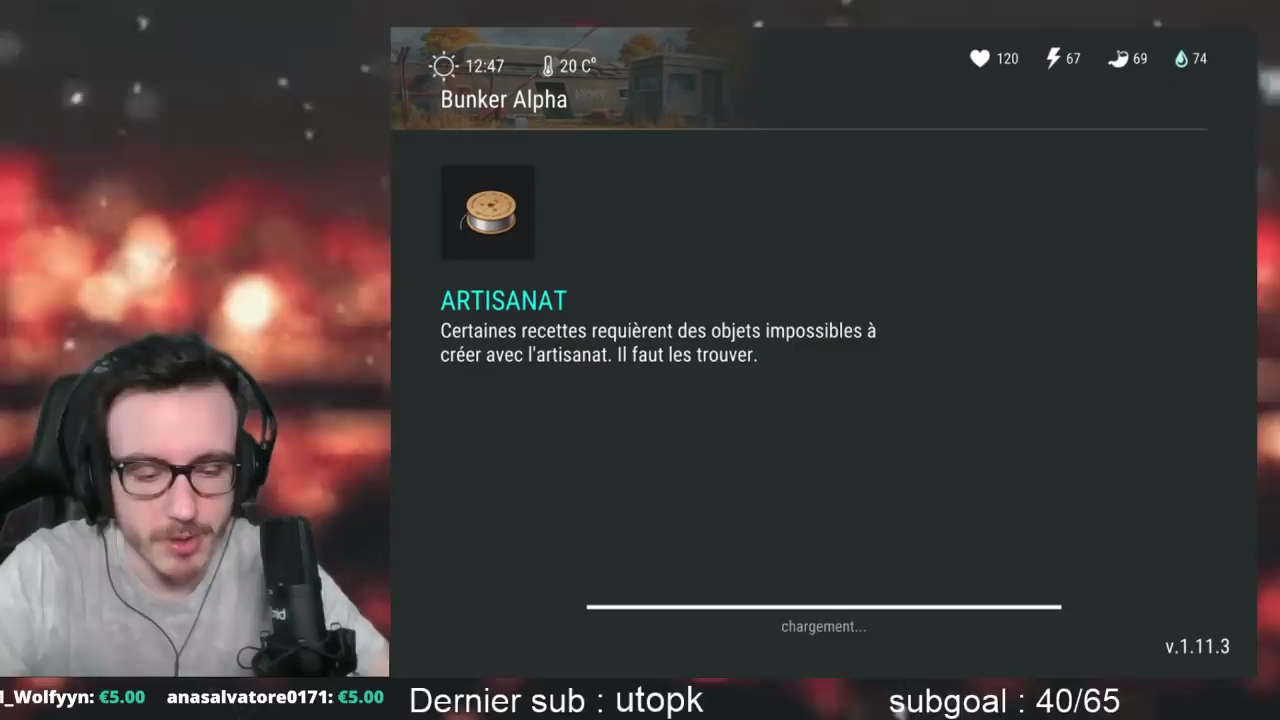 12:47
20 C°
120
67
69
74
Bunker Alpha
ARTISANAT
Certaines recettes requièrent des objets impossibles à
créer avec l'artisanat. Il faut les trouver.
chargement...
v.1.11.3
_Wolfyyn: €5.00 anasalvatore0171: €5.00
Dernier sub : utopk
subgoal : 40/65